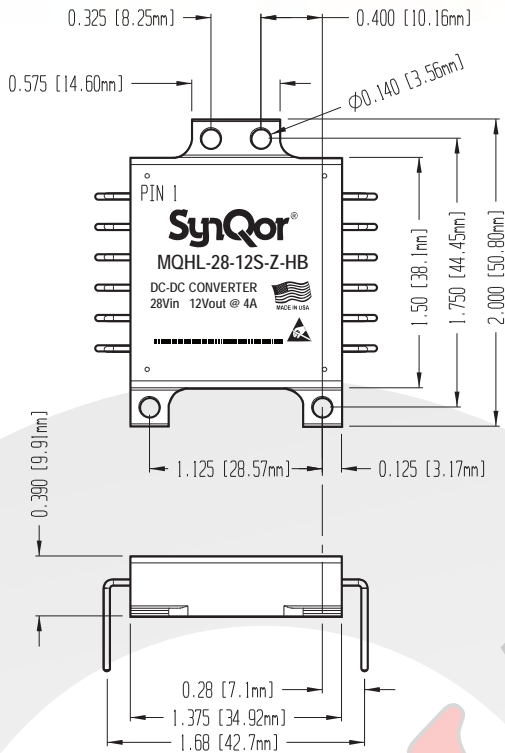 0.325 [8.25mm]
0.400 [10.16mm]
0.575 [14.60mm]
Ø0.140 [3.56mm]
PIN 1
SynQor®
MQHL-28-12S-Z-HB
DC-DC CONVERTER
28Vin 12Vout @ 4A
MADE IN USA
1.50 [38.1mm]
1.750 [44.45mm]
2.000 [50.80mm]
1.125 [28.57mm]
0.125 [3.17mm]
0.390 [9.91mm]
0.28 [7.1mm]
1.375 [34.92mm]
1.68 [42.7mm]